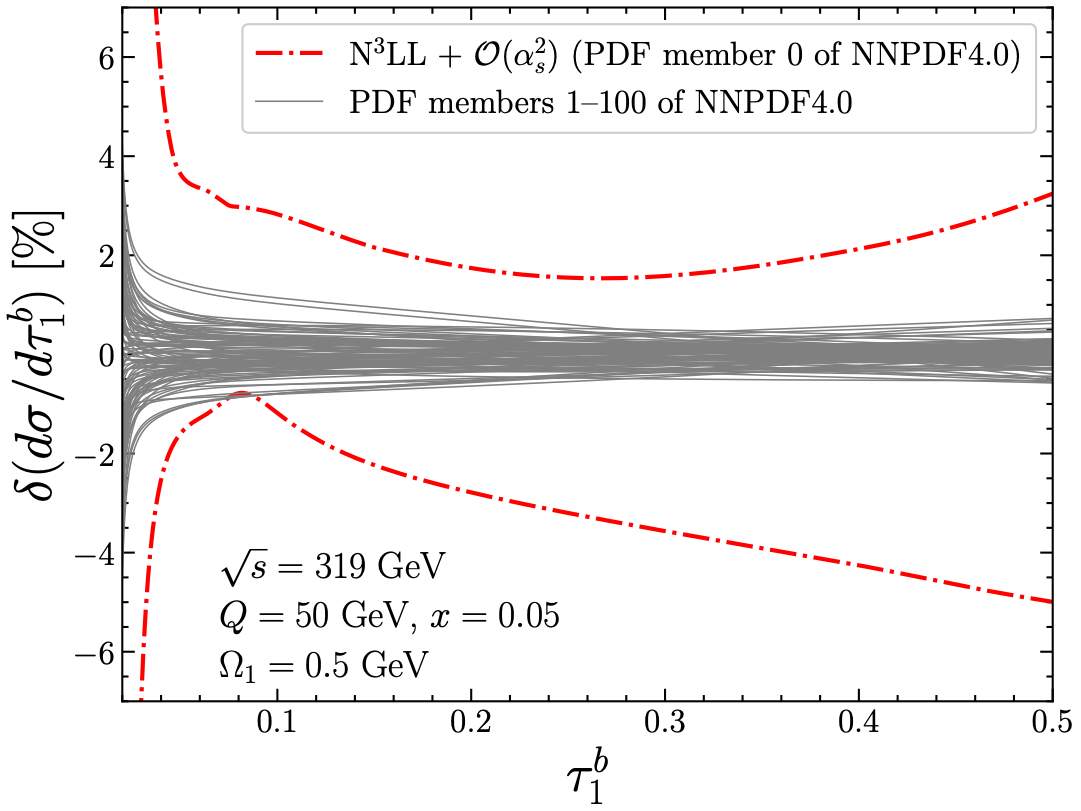 N³LL + 𝒪(αₛ²) (PDF member 0 of NNPDF4.0)
PDF members 1–100 of NNPDF4.0
δ(dσ/dτ₁ᵇ) [%]
6
4
2
0
−2
−4
−6
√s = 319 GeV
Q = 50 GeV, x = 0.05
Ω₁ = 0.5 GeV
0.1 0.2 0.3 0.4 0.5
τ₁ᵇ